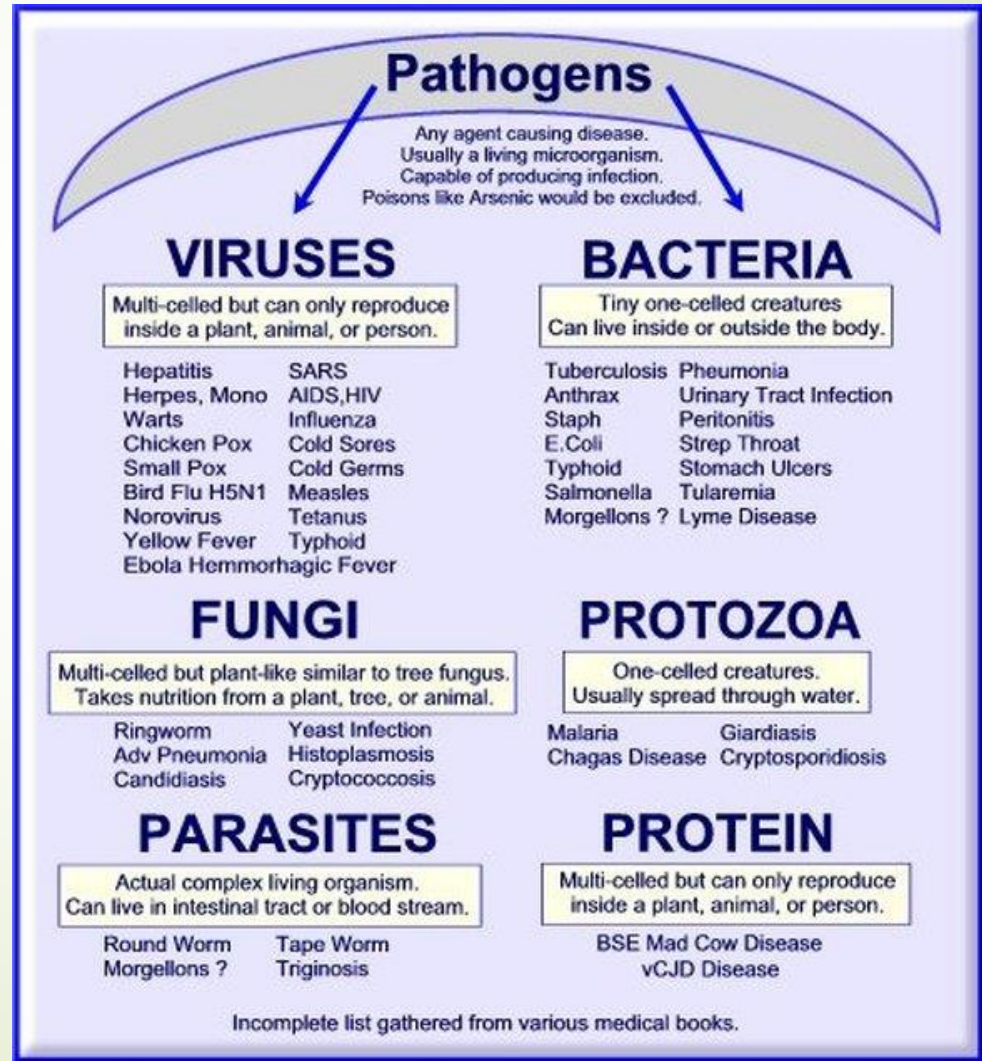 Pathogens
Any agent causing disease.
Usually a living microorganism.
Capable of producing infection.
Poisons like Arsenic would be excluded.
VIRUSES
Multi-celled but can only reproduce
inside a plant, animal, or person.
Hepatitis SARS
Herpes, Mono AIDS,HIV
Warts Influenza
Chicken Pox Cold Sores
Small Pox Cold Germs
Bird Flu H5N1 Measles
Norovirus Tetanus
Yellow Fever Typhoid
Ebola Hemmorhagic Fever
BACTERIA
Tiny one-celled creatures
Can live inside or outside the body.
Tuberculosis Pheumonia
Anthrax Urinary Tract Infection
Staph Peritonitis
E.Coli Strep Throat
Typhoid Stomach Ulcers
Salmonella Tularemia
Morgellons ? Lyme Disease
FUNGI
Multi-celled but plant-like similar to tree fungus.
Takes nutrition from a plant, tree, or animal.
Ringworm Yeast Infection
Adv Pneumonia Histoplasmosis
Candidiasis Cryptococcosis
PROTOZOA
One-celled creatures.
Usually spread through water.
Malaria Giardiasis
Chagas Disease Cryptosporidiosis
PARASITES
Actual complex living organism.
Can live in intestinal tract or blood stream.
Round Worm Tape Worm
Morgellons ? Triginosis
PROTEIN
Multi-celled but can only reproduce
inside a plant, animal, or person.
BSE Mad Cow Disease
vCJD Disease
Incomplete list gathered from various medical books.